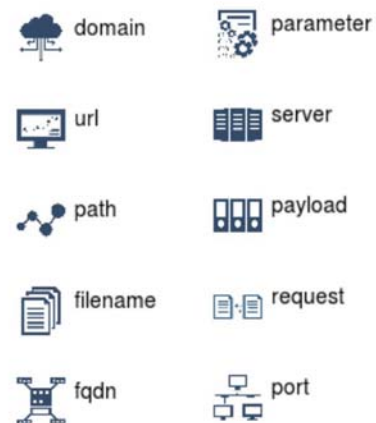 domain
parameter
url
server
path
payload
filename
request
fqdn
port